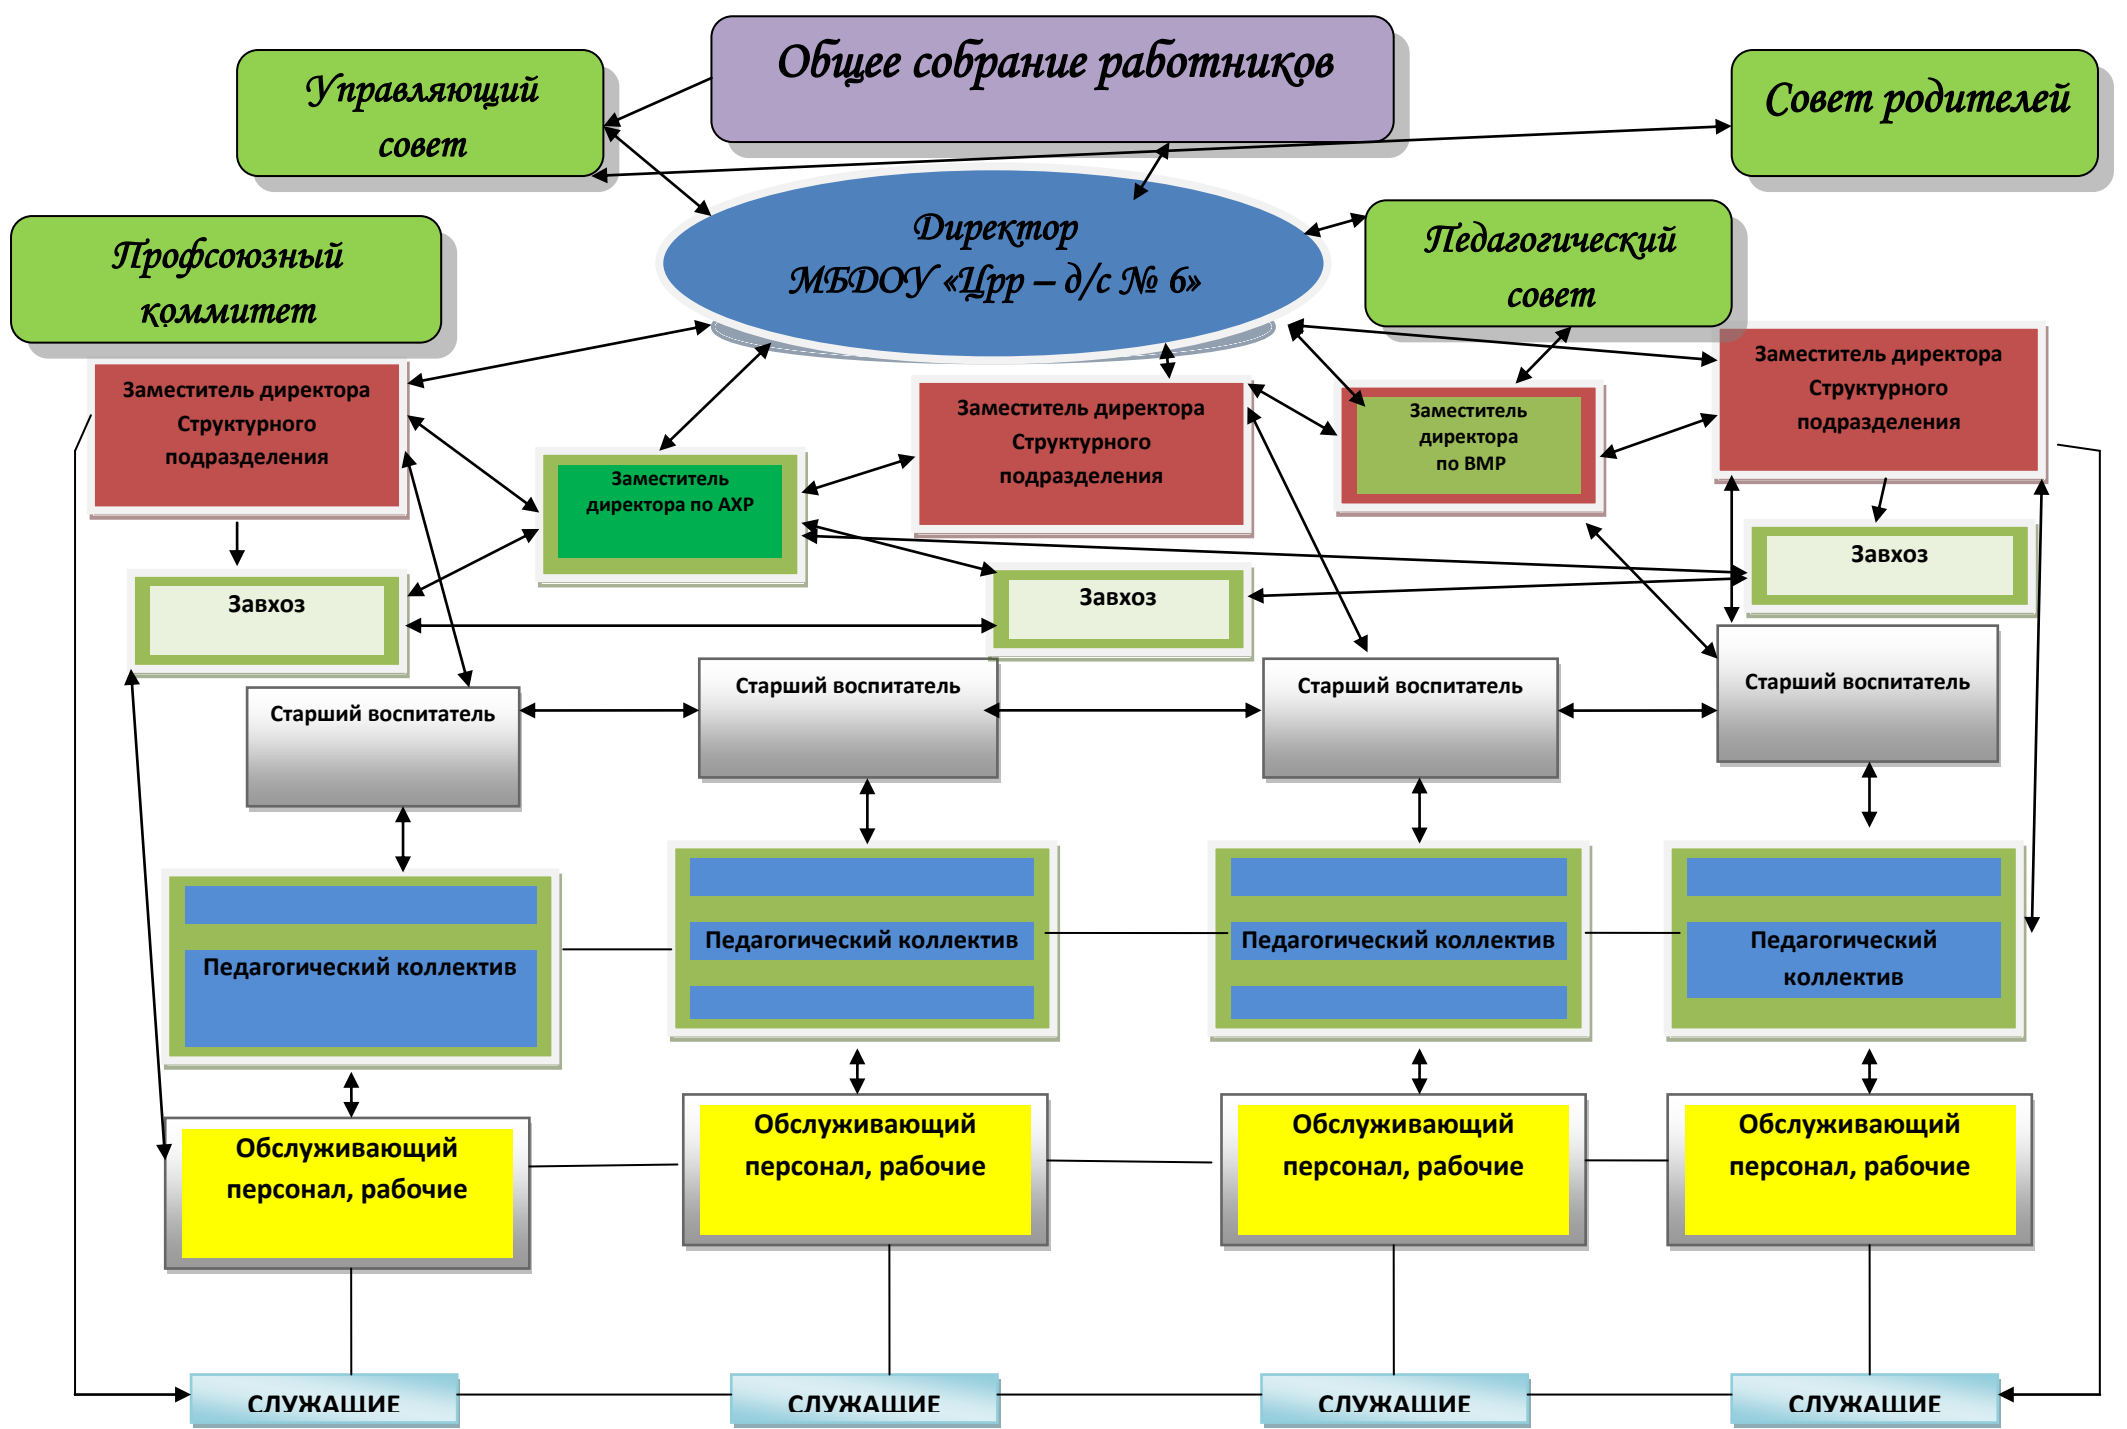 Общее собрание работников
Управляющий
совет
Совет родителей
Директор
МБДОУ «Црр – д/с № 6»
Педагогический
совет
Профсоюзный
коммитет
Заместитель директора
Структурного
подразделения
Заместитель
директора по АХР
Заместитель директора
Структурного
подразделения
Заместитель
директора
по ВМР
Заместитель директора
Структурного
подразделения
Завхоз
Завхоз
Завхоз
Старший воспитатель
Старший воспитатель
Старший воспитатель
Старший воспитатель
Педагогический коллектив
Педагогический коллектив
Педагогический коллектив
Педагогический
коллектив
Обслуживающий
персонал, рабочие
Обслуживающий
персонал, рабочие
Обслуживающий
персонал, рабочие
Обслуживающий
персонал, рабочие
СЛУЖАЩИЕ
СЛУЖАЩИЕ
СЛУЖАЩИЕ
СЛУЖАЩИЕ